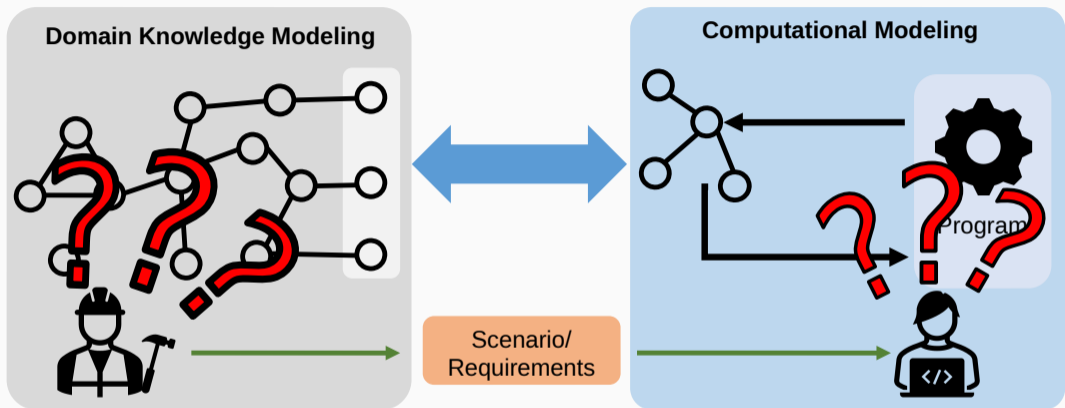 Domain Knowledge Modeling
Computational Modeling
Program
Scenario/
Requirements
</>